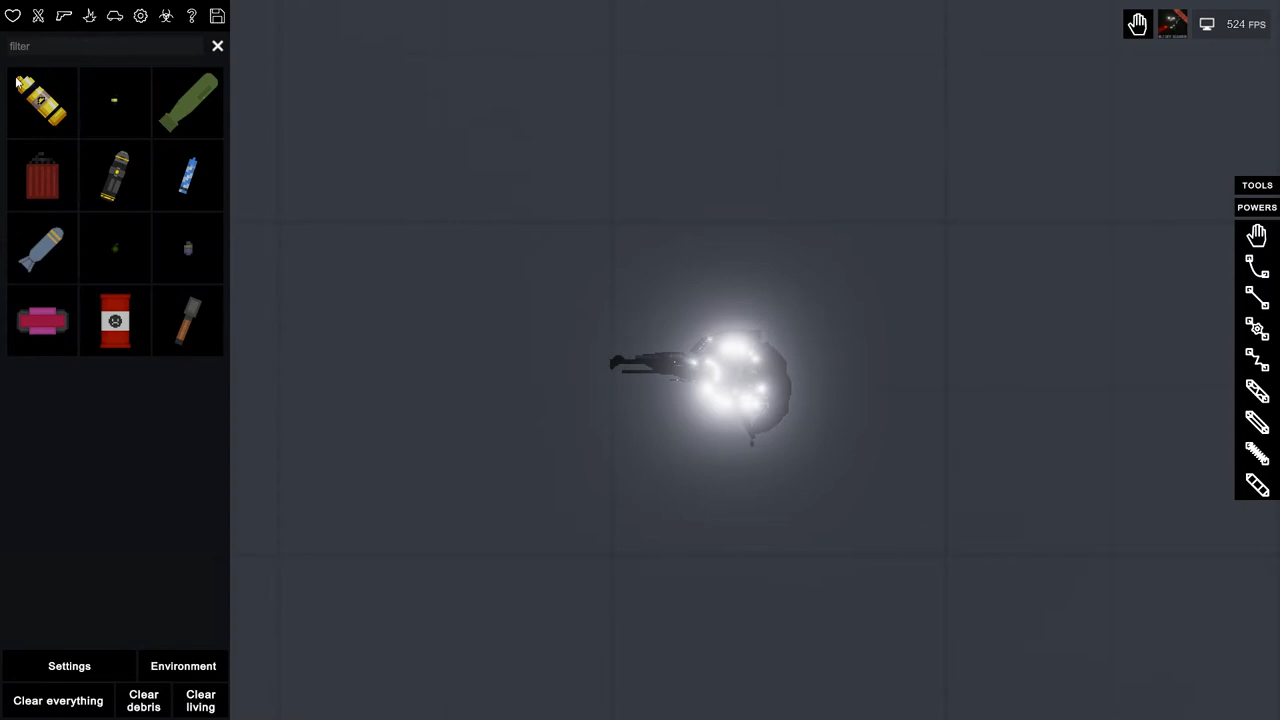 filter
524 FPS
TOOLS
POWERS
Settings
Environment
Clear everything
Clear
debris
Clear
living